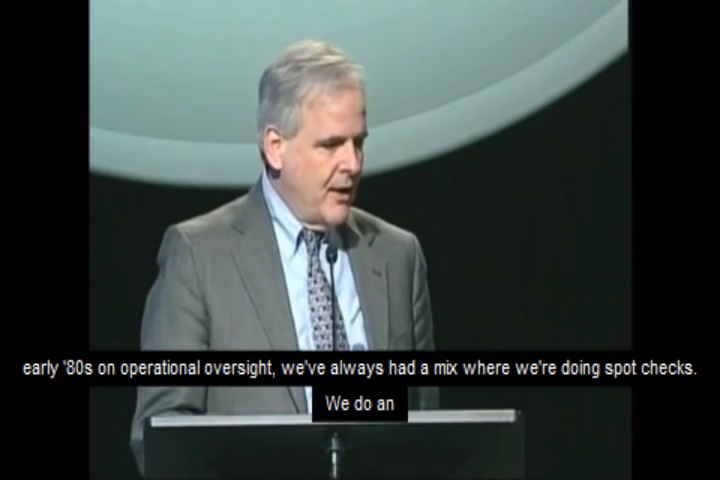 early '80s on operational oversight, we've always had a mix where we're doing spot checks.
We do an